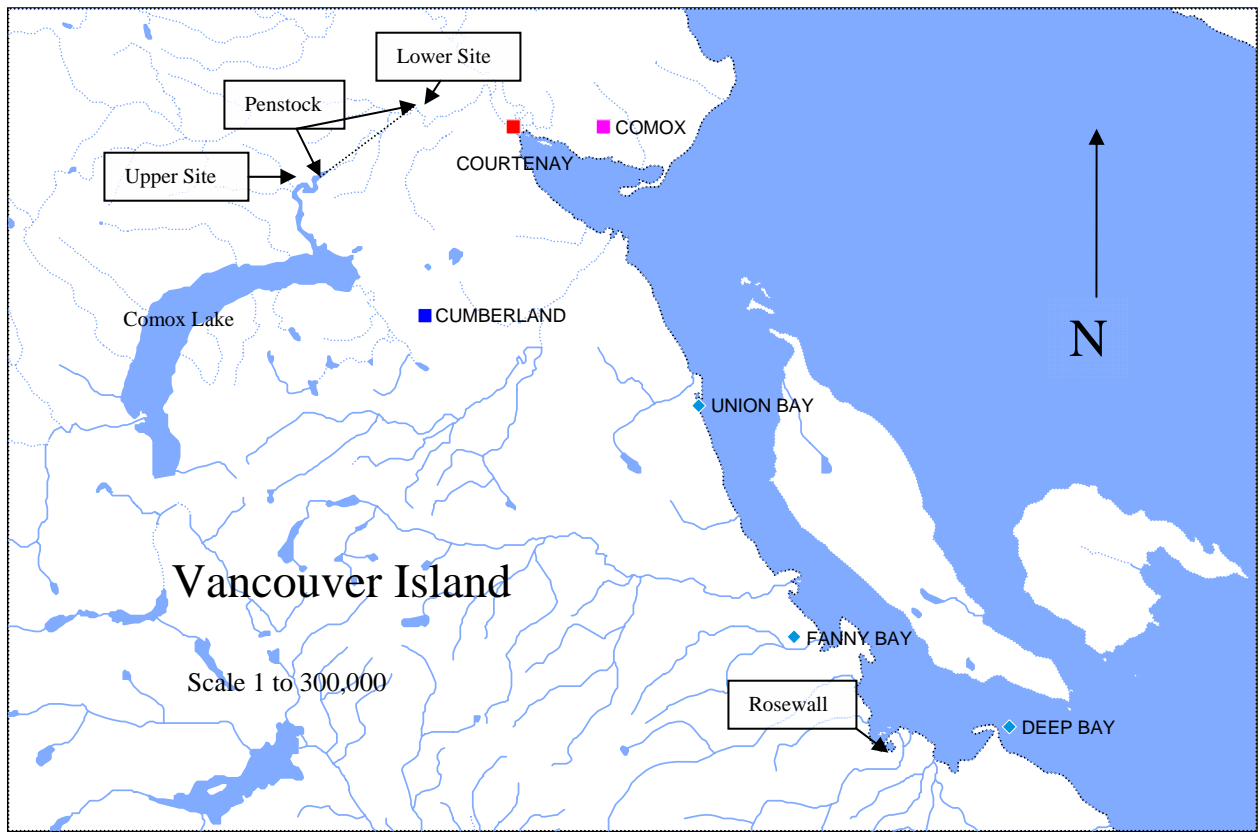 Lower Site
Penstock
COMOX
COURTENAY
Upper Site
Comox Lake
CUMBERLAND
N
UNION BAY
Vancouver Island
FANNY BAY
Scale 1 to 300,000
Rosewall
DEEP BAY